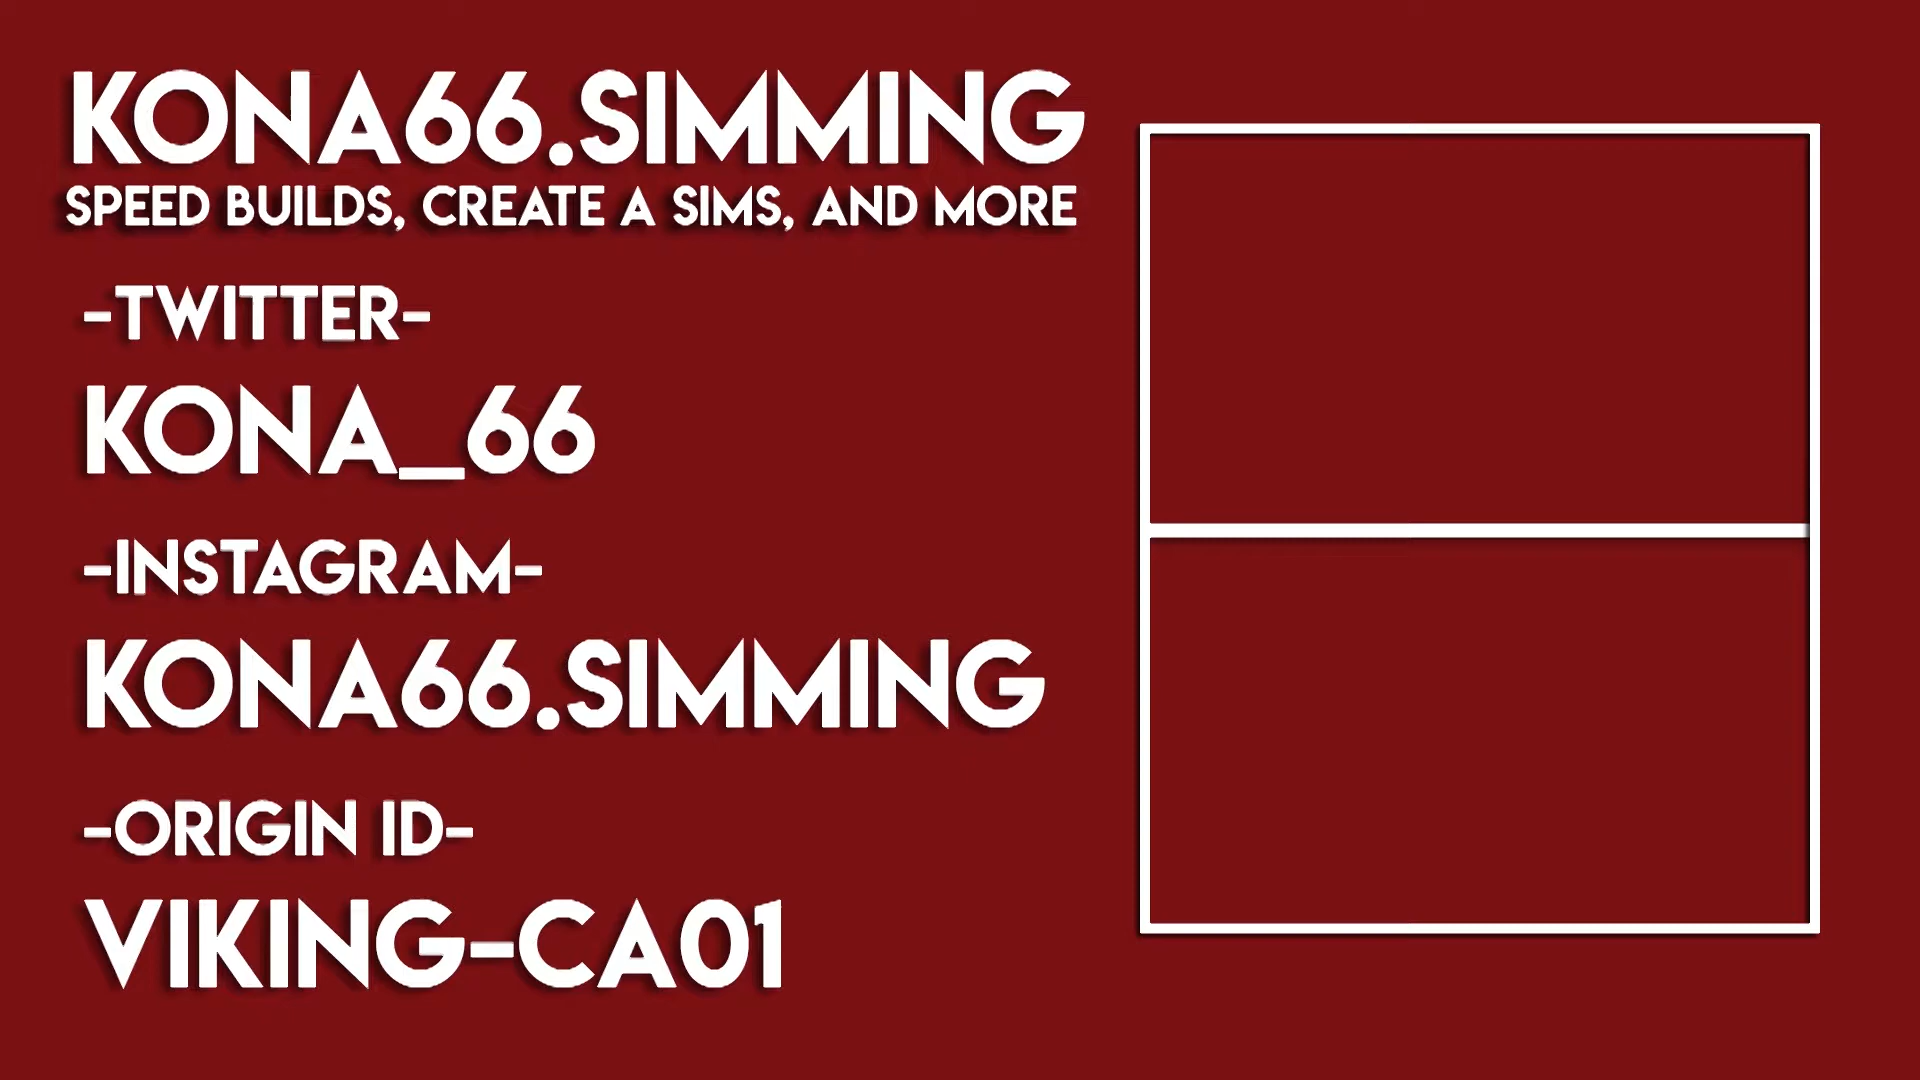 KONA66.SIMMING
SPEED BUILDS, CREATE A SIMS, AND MORE
-TWITTER-
KONA_66
-INSTAGRAM-
KONA66.SIMMING
-ORIGIN ID-
VIKING-CA01